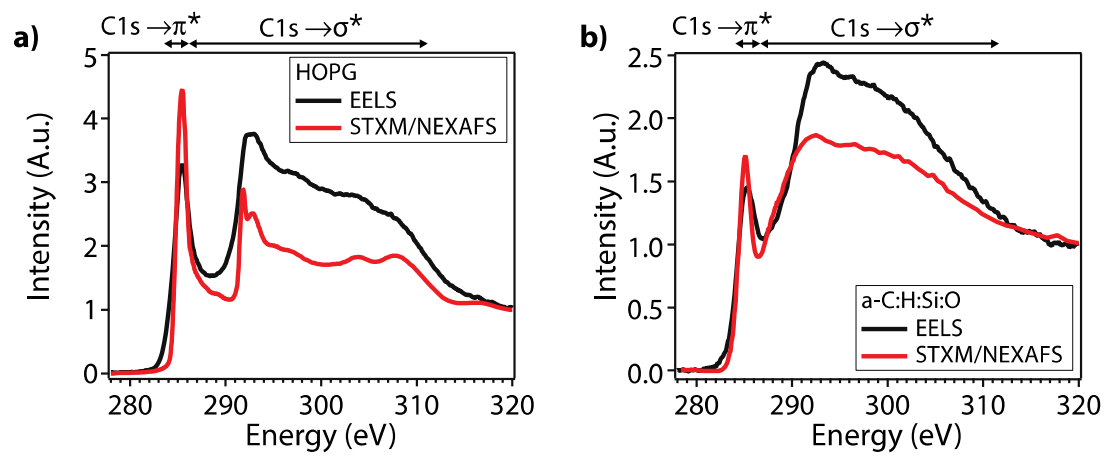 a)
C1s →π*
C1s →σ*
HOPG
EELS
STXM/NEXAFS
Intensity (A.u.)
5
4
3
2
1
0
280
290
300
310
320
Energy (eV)
b)
C1s →π*
C1s →σ*
Intensity (A.u.)
2.5
2.0
1.5
1.0
0.5
0.0
a-C:H:Si:O
EELS
STXM/NEXAFS
280
290
300
310
320
Energy (eV)